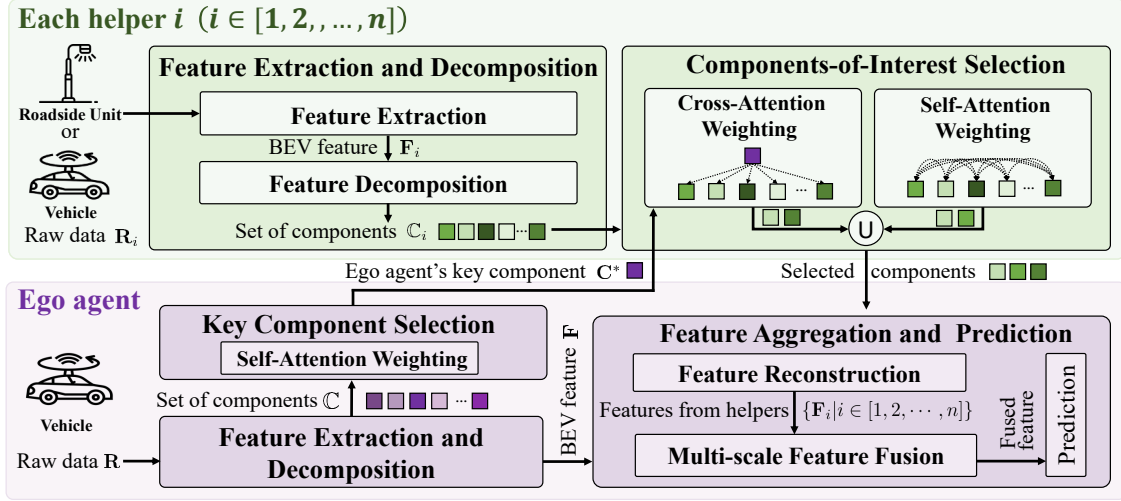 Each helper i (i ∈ [1, 2, , … , n])
Roadside Unit
or
Vehicle
Raw data R_i
Feature Extraction and Decomposition
Feature Extraction
BEV feature F_i
Feature Decomposition
Set of components ℂ_i ...
Components-of-Interest Selection
Cross-Attention
Weighting
...
Self-Attention
Weighting
...
U
Ego agent's key component C*
Selected components
Ego agent
Vehicle
Raw data R
Key Component Selection
Self-Attention Weighting
Set of components ℂ ...
Feature Extraction and
Decomposition
BEV feature F
Feature Aggregation and Prediction
Feature Reconstruction
Features from helpers {F_i|i ∈ [1, 2, ⋯ , n]}
Multi-scale Feature Fusion
Fused
feature
Prediction